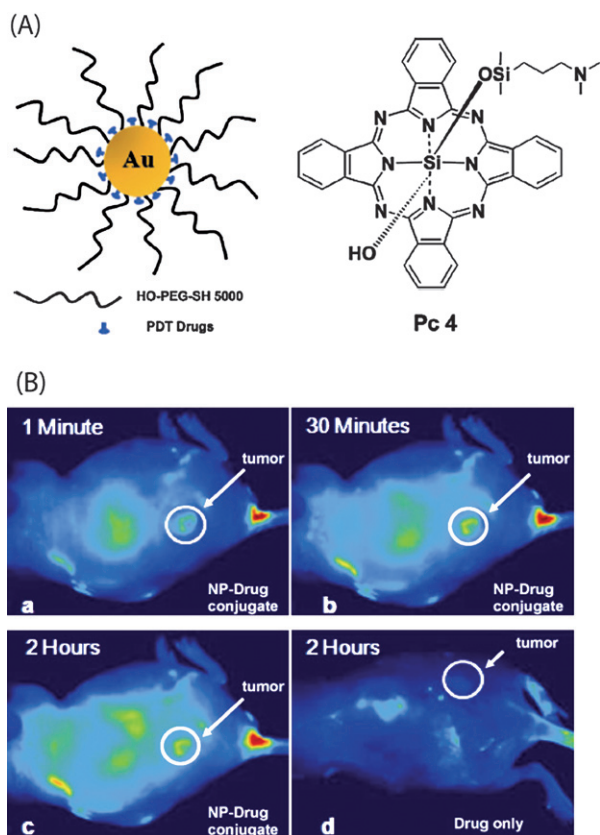 (A)
Au
HO-PEG-SH 5000
PDT Drugs
OSi
N
N
N
N
N
Si
N
N
N
N
HO
Pc 4
(B)
1 Minute
tumor
NP-Drug
conjugate
a
30 Minutes
tumor
NP-Drug
conjugate
b
2 Hours
tumor
NP-Drug
conjugate
c
2 Hours
tumor
Drug only
d